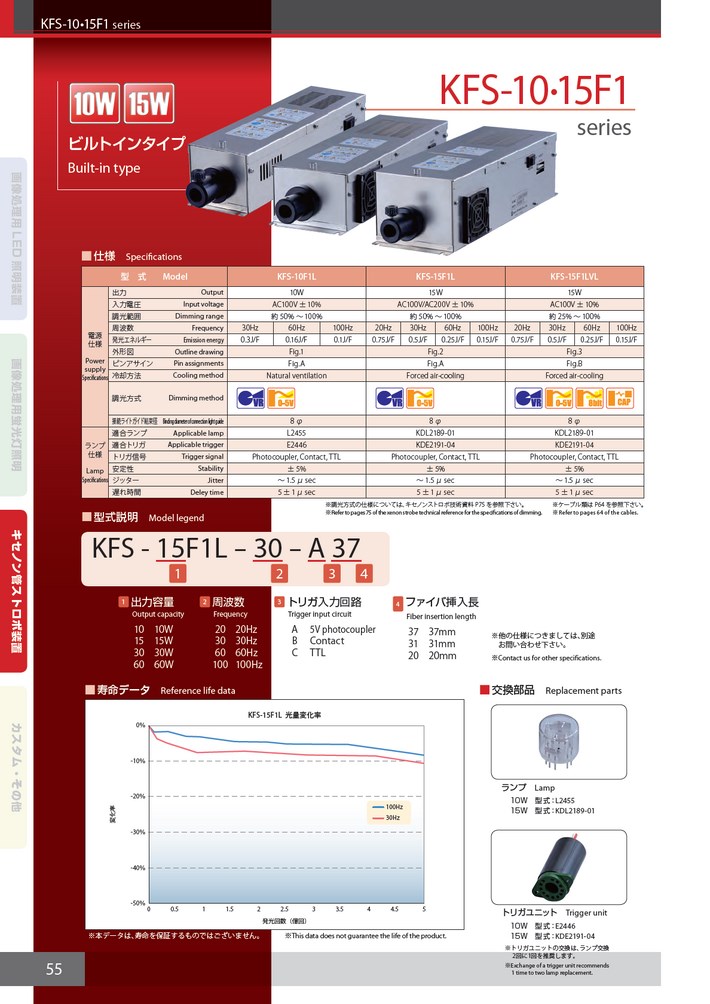 KFS-10•15F1 series
10W 15W
ビルトインタイプ
Built-in type
KFS-10•15F1
series
画像処理用LED照明装置
画像処理用蛍光灯照明
キセノン管ストロボ装置
カスタム・その他
■仕様 Specifications
型式 Model KFS-10F1L KFS-15F1L KFS-15F1LVL
電源仕様 Power supply Specifications
出力 Output 10W 15W 15W
入力電圧 Input voltage AC100V ± 10% AC100V/AC200V ± 10% AC100V ± 10%
調光範囲 Dimming range 約 50% ～ 100% 約 50% ～ 100% 約 25% ～ 100%
周波数 Frequency 30Hz 60Hz 100Hz 20Hz 30Hz 60Hz 100Hz 20Hz 30Hz 60Hz 100Hz
発光エネルギー Emission energy 0.3J/F 0.16J/F 0.1J/F 0.75J/F 0.5J/F 0.25J/F 0.15J/F 0.75J/F 0.5J/F 0.25J/F 0.15J/F
外形図 Outline drawing Fig.1 Fig.2 Fig.3
ピンアサイン Pin assignments Fig.A Fig.A Fig.B
冷却方法 Cooling method Natural ventilation Forced air-cooling Forced air-cooling
調光方式 Dimming method VR 0-5V VR 0-5V VR 0-5V 8bit CAP
接続ライトガイド結束径 Binding diameter of connection light guide 8 φ 8 φ 8 φ
ランプ仕様 Lamp Specifications
適合ランプ Applicable lamp L2455 KDL2189-01 KDL2189-01
適合トリガ Applicable trigger E2446 KDE2191-04 KDE2191-04
トリガ信号 Trigger signal Photocoupler, Contact, TTL Photocoupler, Contact, TTL Photocoupler, Contact, TTL
安定性 Stability ± 5% ± 5% ± 5%
ジッター Jitter ～ 1.5 μ sec ～ 1.5 μ sec ～ 1.5 μ sec
遅れ時間 Deley time 5 ± 1 μ sec 5 ± 1 μ sec 5 ± 1 μ sec
※調光方式の仕様については、キセノンストロボ技術資料 P75 を参照下さい。 ※ケーブル類は P64 を参照下さい。
※Refer to pages 75 of the xenon strobe technical reference for the specifications of dimming. ※Refer to pages 64 of the cables.
■型式説明 Model legend
KFS - 15F1L – 30 – A 37
1 2 3 4
1 出力容量
Output capacity
10 10W
15 15W
30 30W
60 60W
2 周波数
Frequency
20 20Hz
30 30Hz
60 60Hz
100 100Hz
3 トリガ入力回路
Trigger input circuit
A 5V photocoupler
B Contact
C TTL
4 ファイバ挿入長
Fiber insertion length
37 37mm
31 31mm
20 20mm
※他の仕様につきましては、別途
お問い合わせ下さい。
※Contact us for other specifications.
■寿命データ Reference life data
KFS-15F1L 光量変化率
0%
-10%
-20%
-30%
-40%
-50%
変化率
100Hz
30Hz
0 0.5 1 1.5 2 2.5 3 3.5 4 4.5 5
発光回数（億回）
※本データは、寿命を保証するものではございません。 ※This data does not guarantee the life of the product.
■交換部品 Replacement parts
ランプ Lamp
10W 型式：L2455
15W 型式：KDL2189-01
トリガユニット Trigger unit
10W 型式：E2446
15W 型式：KDE2191-04
※トリガユニットの交換は、ランプ交換
2回に1回を推奨します。
※Exchange of a trigger unit recommends
1 time to two lamp replacement.
55